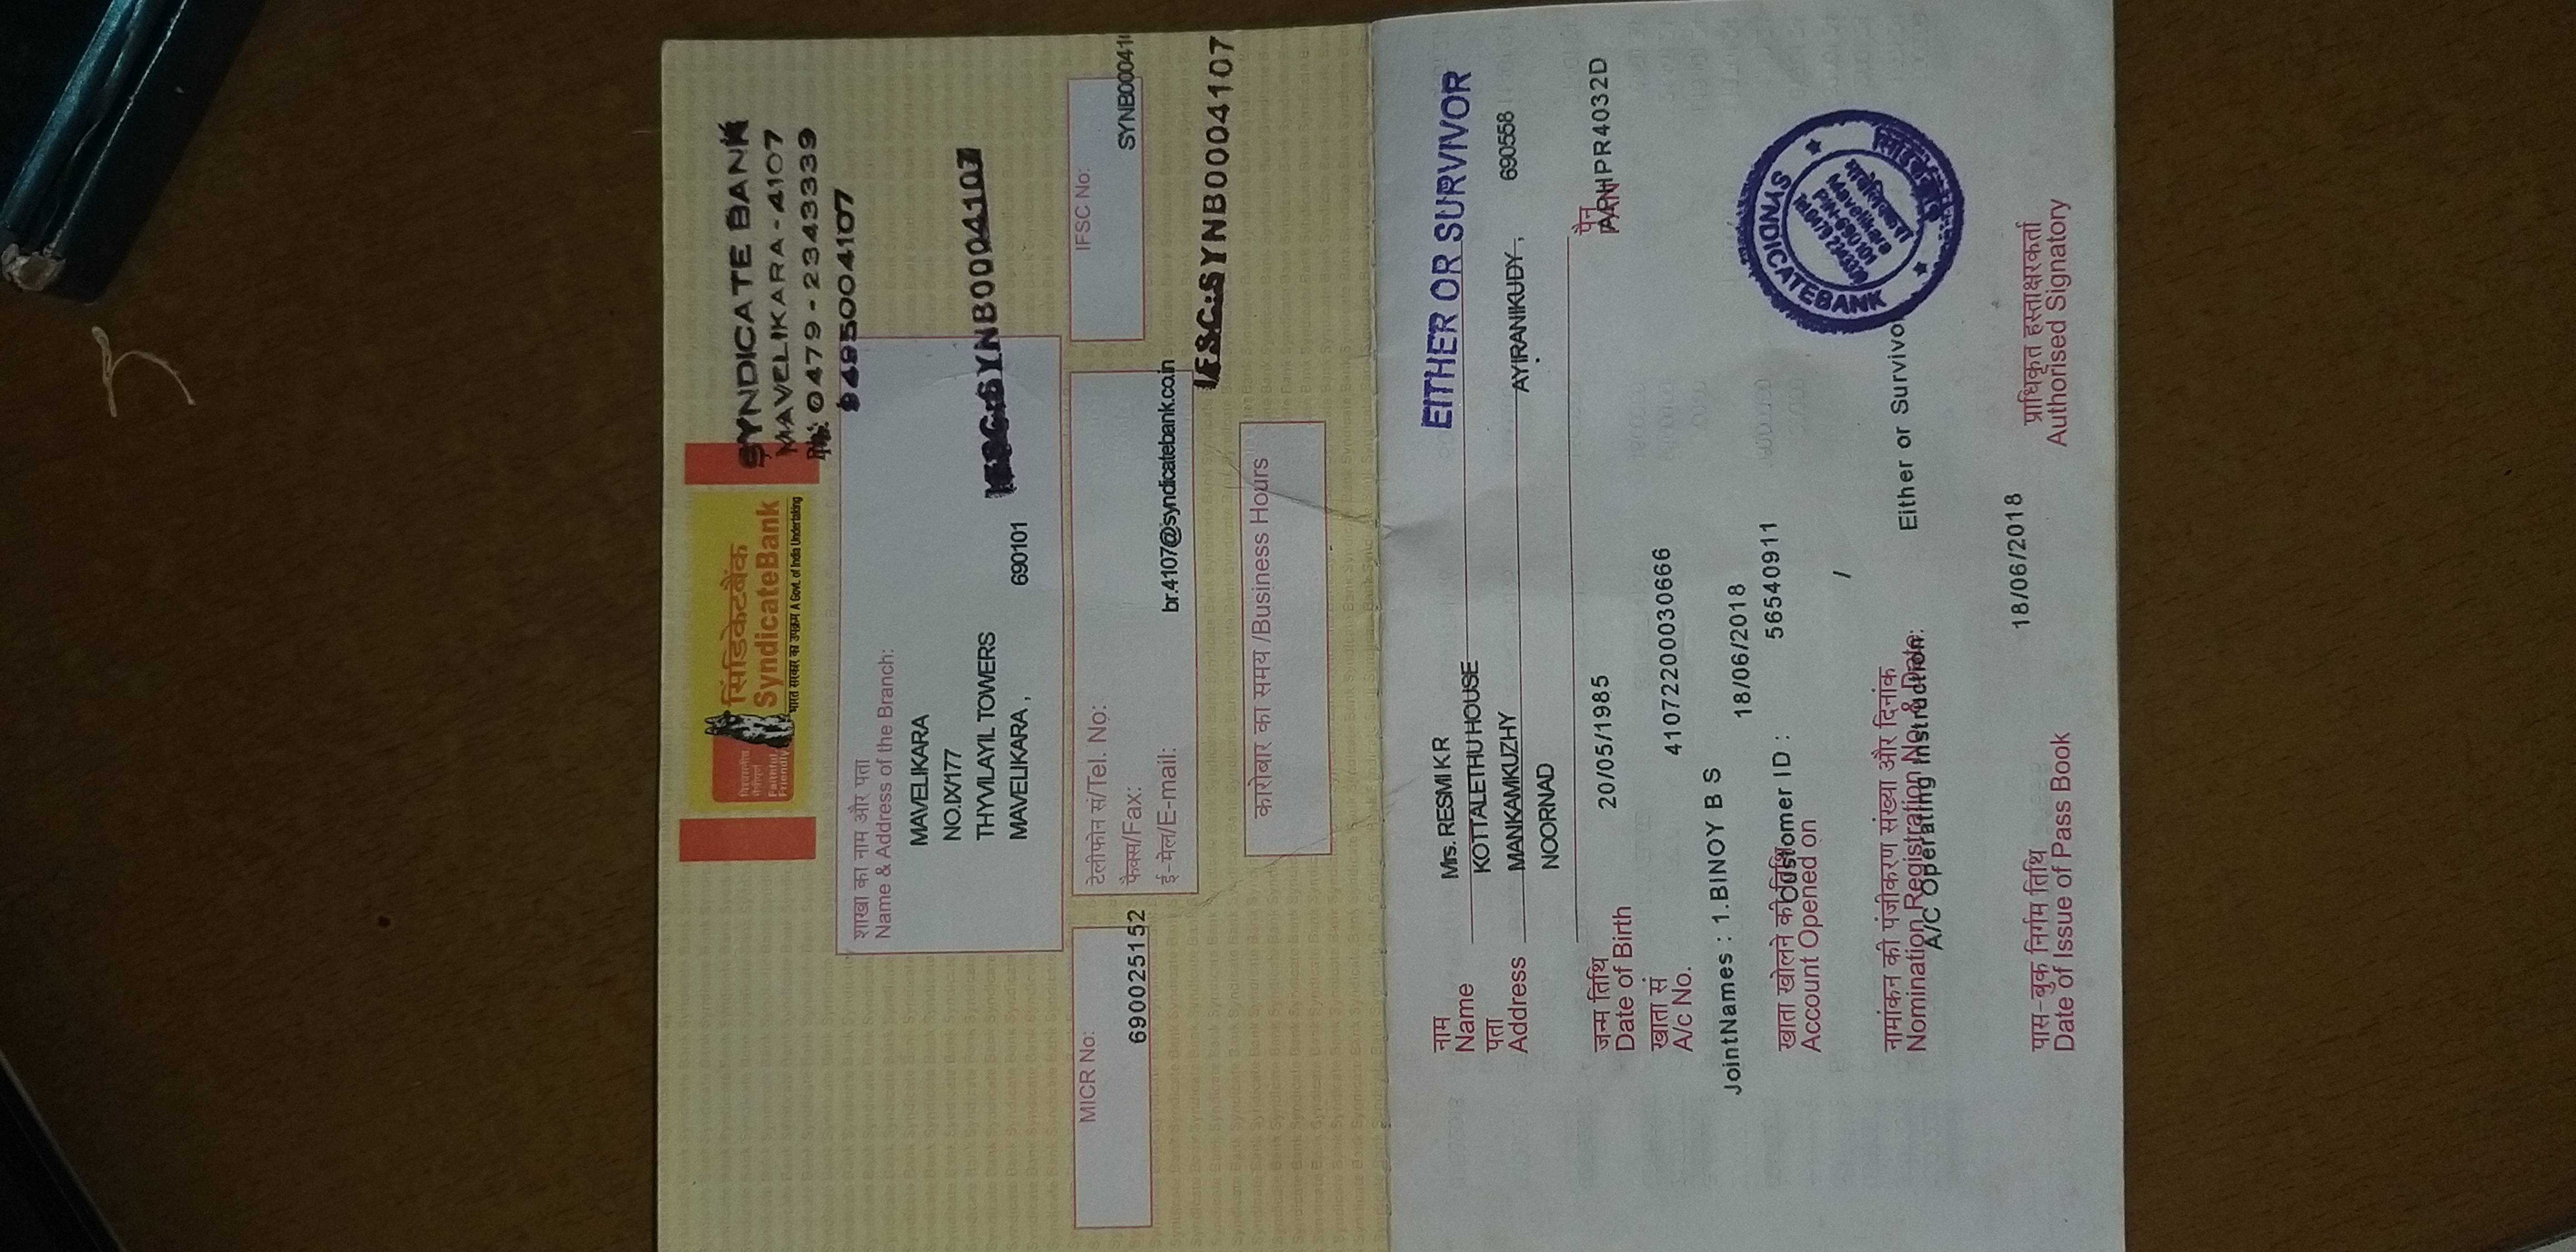 विश्वसनीय
मैत्रीपूर्ण
Faithful
Friendly
सिंडिकेटबैंक
SyndicateBank
भारत सरकार का उपक्रम A Govt. of India Undertaking
SYNDICATE BANK
MAVELIKARA - 4107
Ph: 0479 - 2343339
9495004107
शाखा का नाम और पता
Name & Address of the Branch:
MAVELIKARA
NO.IX/177
THYVILAYIL TOWERS
MAVELIKARA , 690101
IFSC:SYNB0004107
MICR No:
690025152
टेलीफोन सं/Tel. No:
फैक्स/Fax:
ई-मेल/E-mail: br.4107@syndicatebank.co.in
IFSC No:
SYNB000410
IFSC:SYNB0004107
कारोबार का समय /Business Hours
नाम
Name Mrs. RESMI K R
EITHER OR SURVIVOR
KOTTALETHU HOUSE
पता
Address MANKAMKUZHY AYIRANIKUDY , 690558
NOORNAD
जन्म तिथि
Date of Birth 20/05/1985
पैन
PAN APHPR4032D
खाता सं
A/c No. 41072200030666
JointNames : 1.BINOY B S
18/06/2018
खाता खोलने की तिथि
Customer ID : 56540911
Account Opened on
/
नामांकन की पंजीकरण संख्या और दिनांक
Nomination Registration No. & Date:
A/C Operating Instruction: Either or Survivo
SYNDICATEBANK
Mavelikara
PIN-690101
18/06/2018
पास-बुक निर्गम तिथि
Date of Issue of Pass Book
प्राधिकृत हस्ताक्षरकर्ता
Authorised Signatory